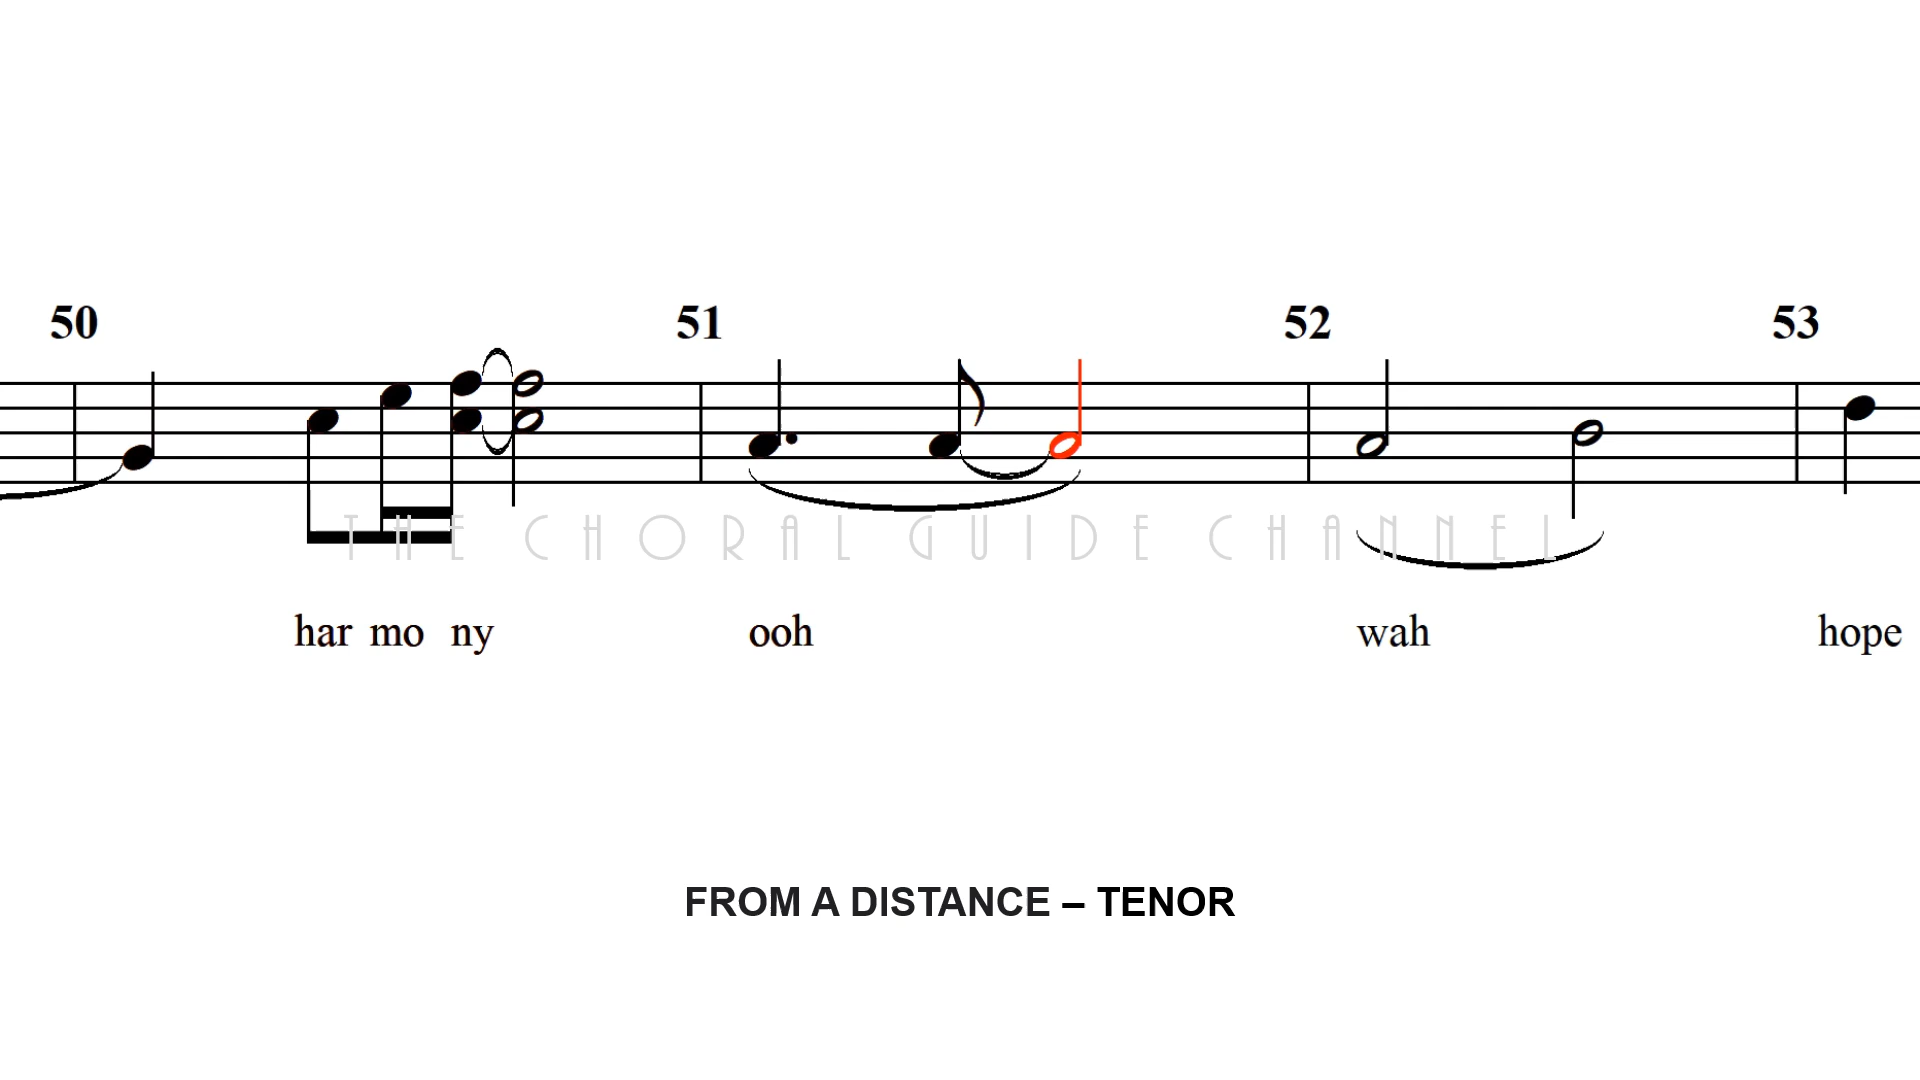 50 51 52 53
THE CHORAL GUIDE CHANNEL
har mo ny ooh wah hope
FROM A DISTANCE – TENOR